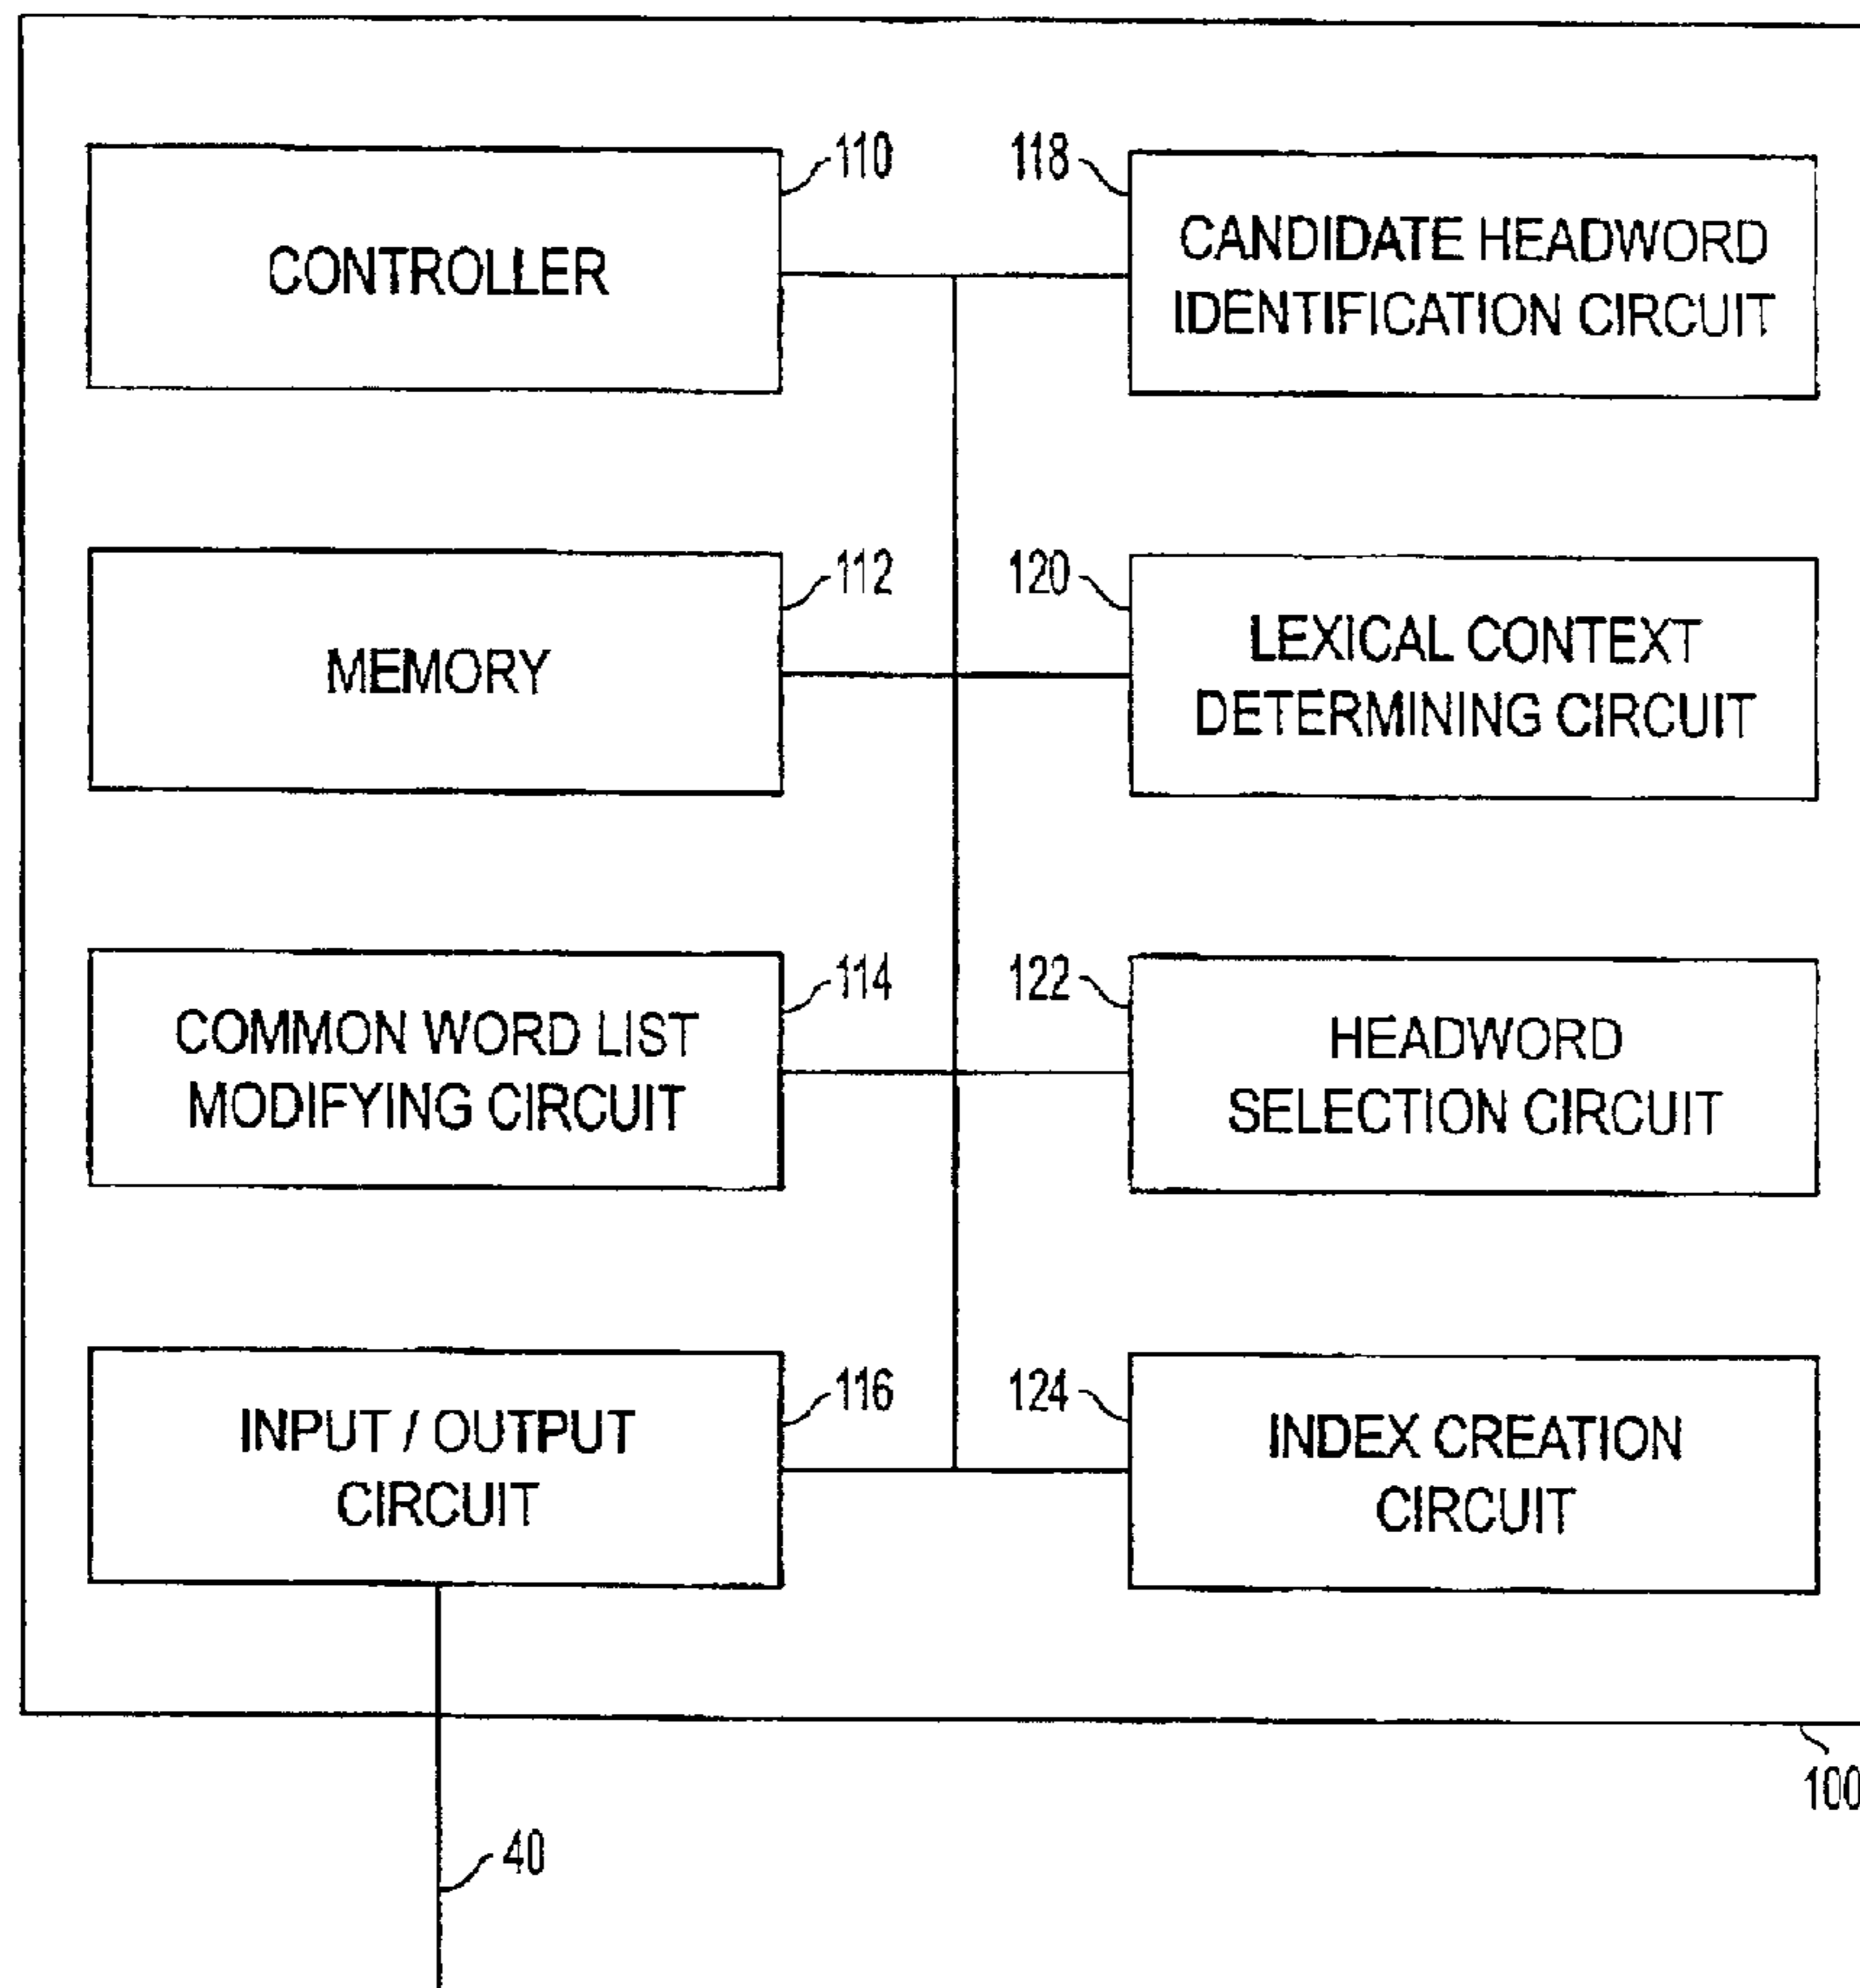 110
118
CONTROLLER
CANDIDATE HEADWORD
IDENTIFICATION CIRCUIT
112
120
MEMORY
LEXICAL CONTEXT
DETERMINING CIRCUIT
114
122
COMMON WORD LIST
MODIFYING CIRCUIT
HEADWORD
SELECTION CIRCUIT
116
124
INPUT / OUTPUT
CIRCUIT
INDEX CREATION
CIRCUIT
100
40